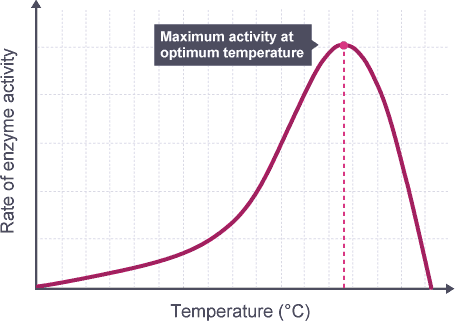 Maximum activity at
optimum temperature
Rate of enzyme activity
Temperature (°C)